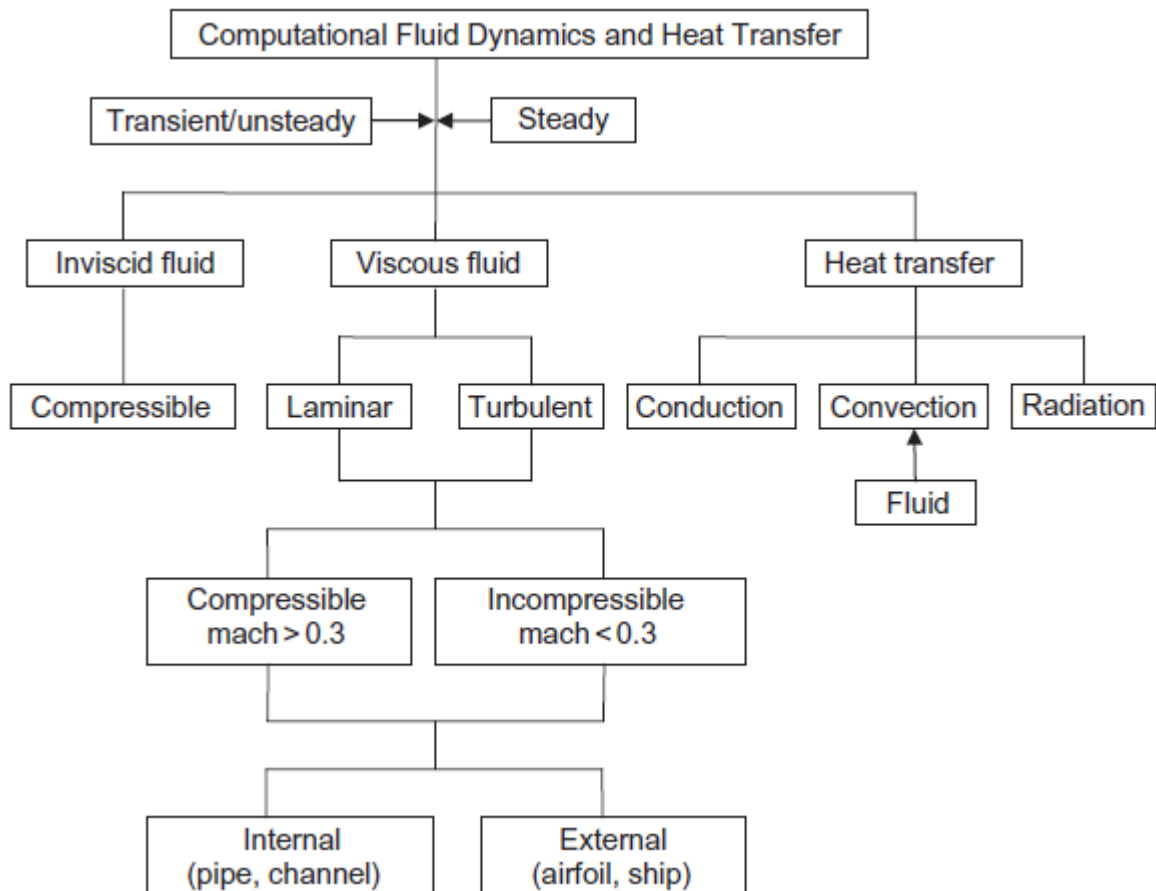 Computational Fluid Dynamics and Heat Transfer
Transient/unsteady
Steady
Inviscid fluid
Viscous fluid
Heat transfer
Compressible
Laminar
Turbulent
Conduction
Convection
Radiation
Fluid
Compressible
mach > 0.3
Incompressible
mach < 0.3
Internal
(pipe, channel)
External
(airfoil, ship)